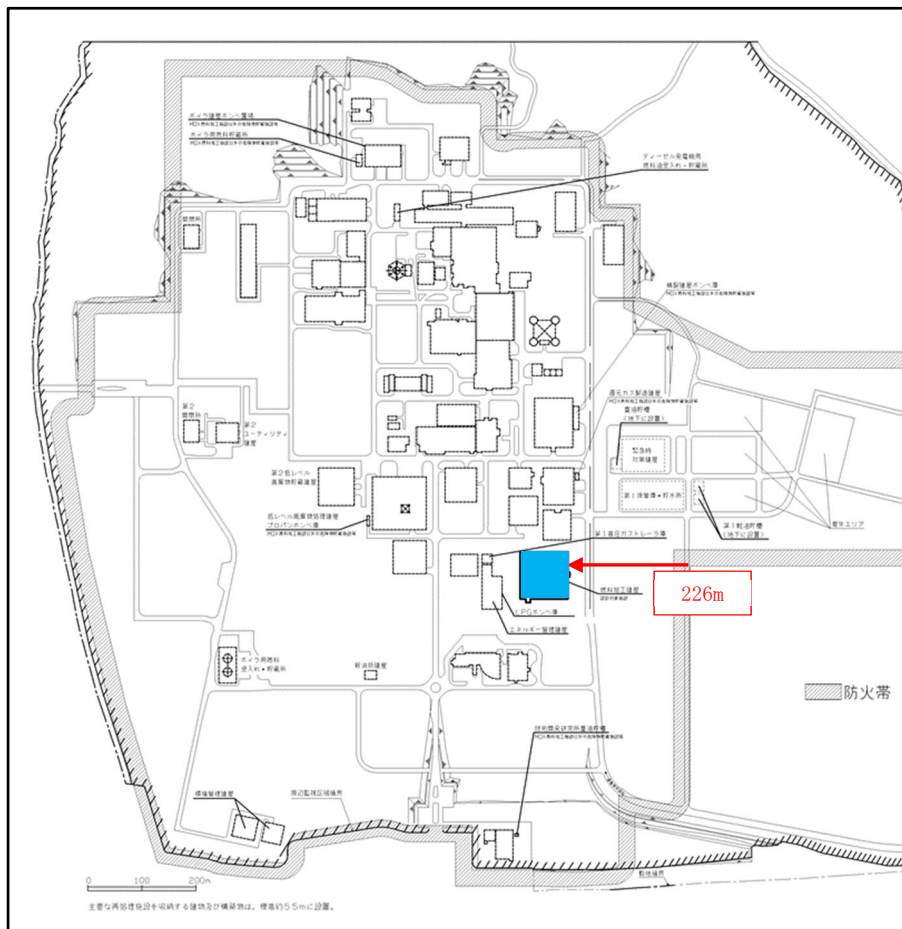 ボイラ建屋ボンベ置場
ボイラ用燃料貯蔵所
ディーゼル発電機用
燃料油受入れ・貯蔵所
開閉所
精製建屋ボンベ庫
還元ガス製造建屋
重油貯槽
(地下に設置)
緊急時
対策建屋
第2
開閉所
第2
ユーティリティ
建屋
第2低レベル
廃棄物貯蔵建屋
第1保管庫・貯水所
低レベル廃棄物処理建屋
プロパンボンベ庫
第1軽油貯槽
(地下に設置)
屋外エリア
第1高圧ガストレーラ庫
226m
燃料加工建屋
LPGボンベ庫
エネルギー管理建屋
ボイラ用燃料
受入れ・貯蔵所
防火帯
技術開発研究所重油貯槽
環境管理建屋
周辺監視区域境界
敷地境界
0 100 200m
主要な再処理施設を収納する建物及び構築物は、標高約55mに設置。